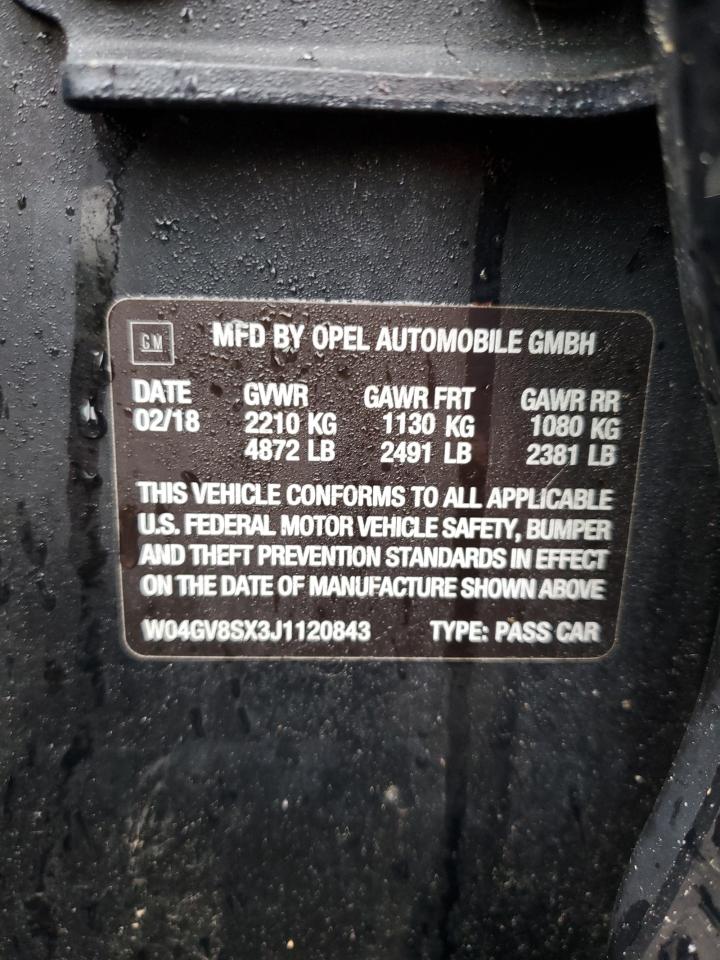 GM MFD BY OPEL AUTOMOBILE GMBH
DATE GVWR GAWR FRT GAWR RR
02/18 2210 KG 1130 KG 1080 KG
4872 LB 2491 LB 2381 LB
THIS VEHICLE CONFORMS TO ALL APPLICABLE
U.S. FEDERAL MOTOR VEHICLE SAFETY, BUMPER
AND THEFT PREVENTION STANDARDS IN EFFECT
ON THE DATE OF MANUFACTURE SHOWN ABOVE
W04GV8SX3J1120843 TYPE: PASS CAR